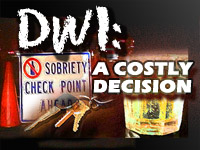 DWI:
A COSTLY
DECISION
SOBRIETY
CHECK POINT
AHEAD